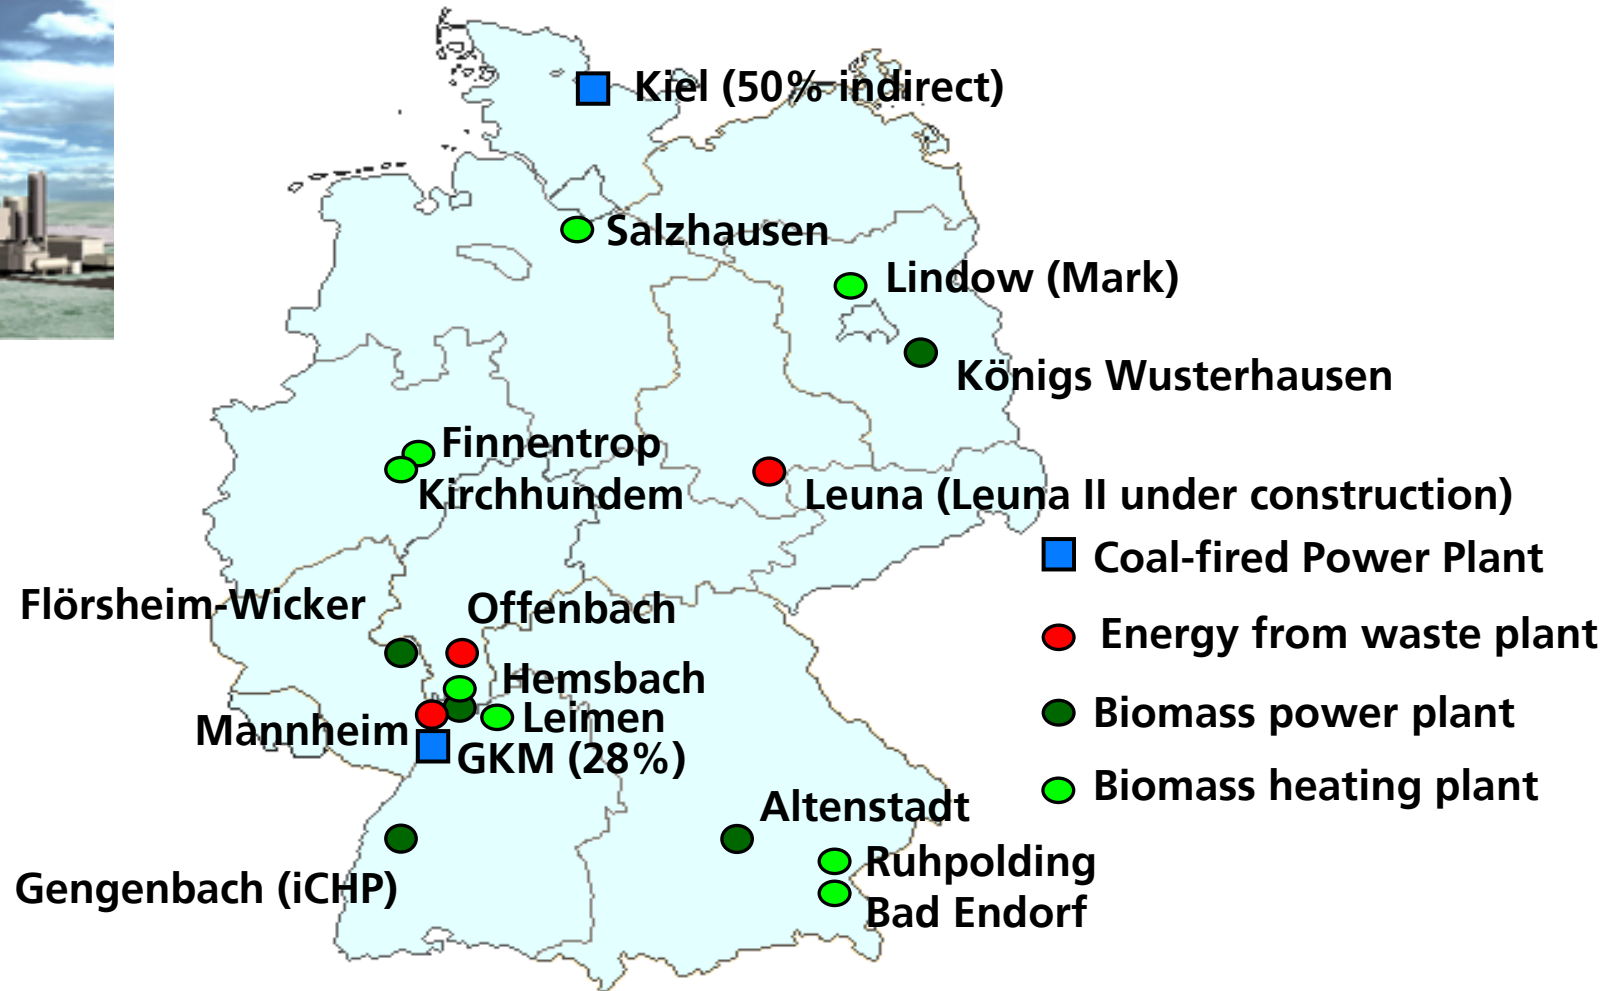 Kiel (50%-indirect)
Salzhausen
Lindow (Mark)
Königs Wusterhausen
Finnentrop
Kirchhundem
Leuna (Leuna II under construction)
Coal-fired Power Plant
Flörsheim-Wicker
Offenbach
Energy from waste plant
Hemsbach
Biomass power plant
Leimen
Mannheim
GKM (28%)
Biomass heating plant
Altenstadt
Ruhpolding
Gengenbach (iCHP)
Bad Endorf